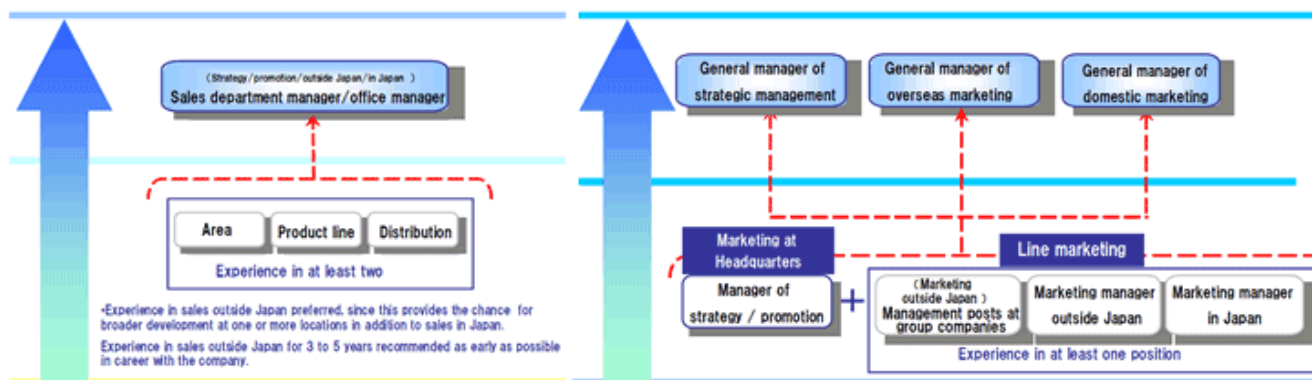 (Strategy/promotion/outside Japan/in Japan )
Sales department manager/office manager
Area
Product line
Distribution
Experience in at least two
•Experience in sales outside Japan preferred, since this provides the chance for
broader development at one or more locations in addition to sales in Japan.
Experience in sales outside Japan for 3 to 5 years recommended as early as possible
in career with the company.
General manager of
strategic management
General manager of
overseas marketing
General manager of
domestic marketing
Marketing at
Headquarters
Line marketing
Manager of
strategy / promotion
+
(Marketing
outside Japan )
Management posts at
group companies
Marketing manager
outside Japan
Marketing manager
in Japan
Experience in at least one position